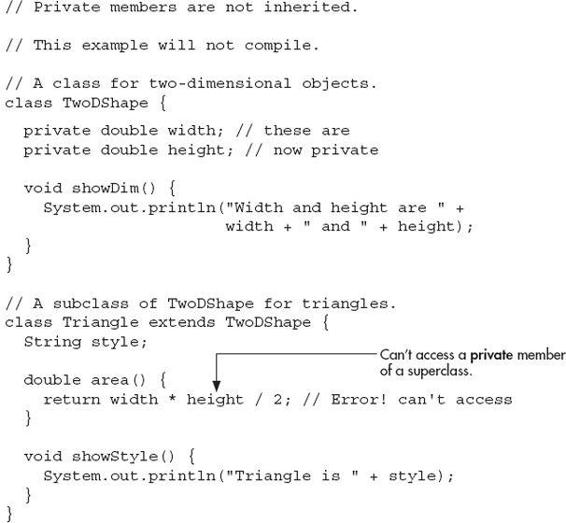 // Private members are not inherited.
// This example will not compile.
// A class for two-dimensional objects.
class TwoDShape {
  private double width; // these are
  private double height; // now private
  void showDim() {
    System.out.println("Width and height are " +
                       width + " and " + height);
  }
}
// A subclass of TwoDShape for triangles.
class Triangle extends TwoDShape {
  String style;
Can't access a private member
of a superclass.
  double area() {
    return width * height / 2; // Error! can't access
  }
  void showStyle() {
    System.out.println("Triangle is " + style);
  }
}